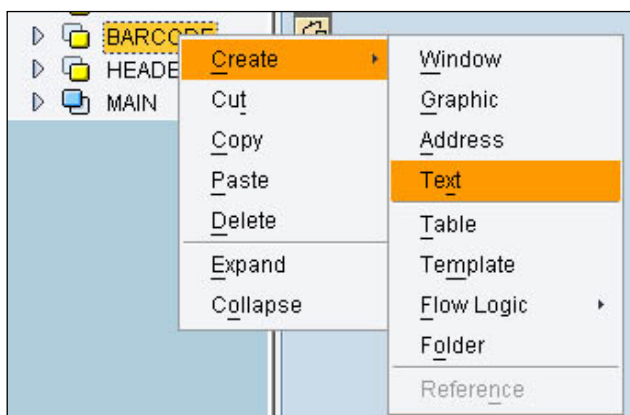 BARCODE
HEADE
MAIN
Create
Cut
Copy
Paste
Delete
Expand
Collapse
Window
Graphic
Address
Text
Table
Template
Flow Logic
Folder
Reference